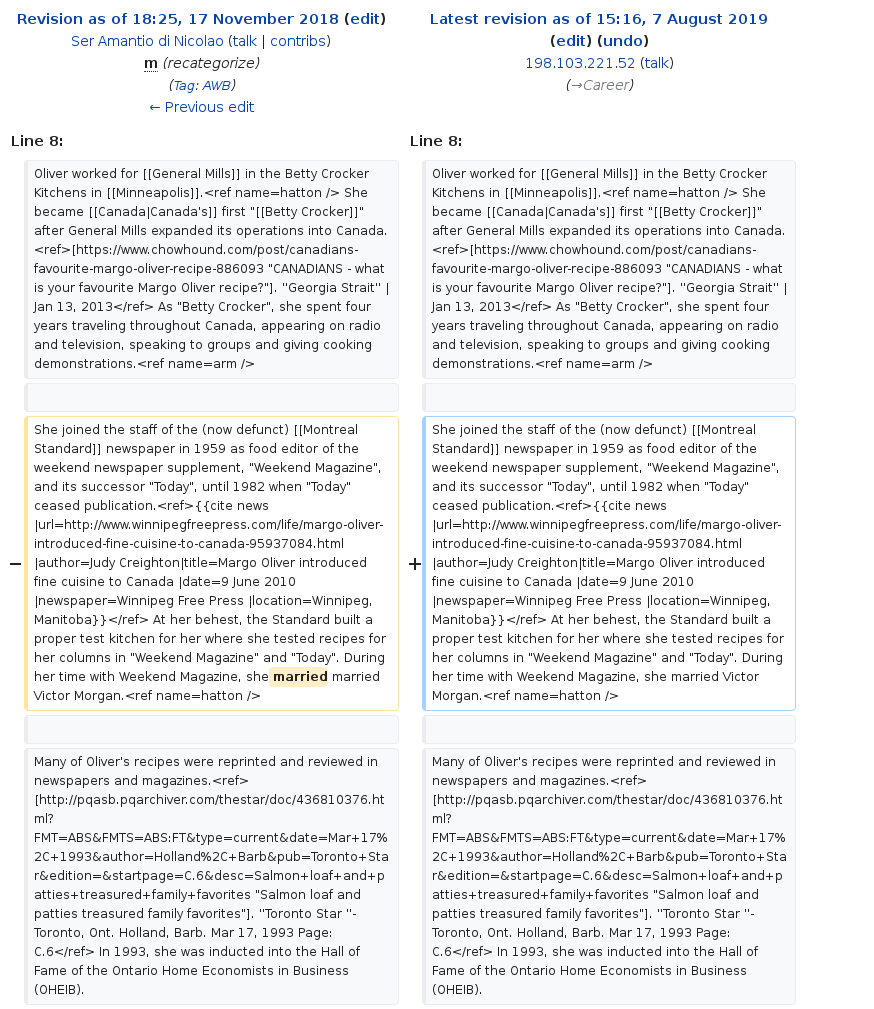 Revision as of 18:25, 17 November 2018 (edit)
Ser Amantio di Nicolao (talk | contribs)
m (recategorize)
(Tag: AWB)
← Previous edit
Latest revision as of 15:16, 7 August 2019
(edit) (undo)
198.103.221.52 (talk)
(→Career)
Line 8:
Oliver worked for [[General Mills]] in the Betty Crocker
Kitchens in [[Minneapolis]].<ref name=hatton /> She
became [[Canada|Canada's]] first "[[Betty Crocker]]"
after General Mills expanded its operations into Canada.
<ref>[https://www.chowhound.com/post/canadians-
favourite-margo-oliver-recipe-886093 "CANADIANS - what
is your favourite Margo Oliver recipe?"]. ''Georgia Strait'' |
Jan 13, 2013</ref> As "Betty Crocker", she spent four
years traveling throughout Canada, appearing on radio
and television, speaking to groups and giving cooking
demonstrations.<ref name=arm />
− She joined the staff of the (now defunct) [[Montreal
Standard]] newspaper in 1959 as food editor of the
weekend newspaper supplement, "Weekend Magazine",
and its successor "Today", until 1982 when "Today"
ceased publication.<ref>{{cite news
|url=http://www.winnipegfreepress.com/life/margo-oliver-
introduced-fine-cuisine-to-canada-95937084.html
|author=Judy Creighton|title=Margo Oliver introduced
fine cuisine to Canada |date=9 June 2010
|newspaper=Winnipeg Free Press |location=Winnipeg,
Manitoba}}</ref> At her behest, the Standard built a
proper test kitchen for her where she tested recipes for
her columns in "Weekend Magazine" and "Today". During
her time with Weekend Magazine, she married married
Victor Morgan.<ref name=hatton />
Many of Oliver's recipes were reprinted and reviewed in
newspapers and magazines.<ref>
[http://pqasb.pqarchiver.com/thestar/doc/436810376.ht
ml?
FMT=ABS&FMTS=ABS:FT&type=current&date=Mar+17%
2C+1993&author=Holland%2C+Barb&pub=Toronto+Sta
r&edition=&startpage=C.6&desc=Salmon+loaf+and+p
atties+treasured+family+favorites "Salmon loaf and
patties treasured family favorites"]. ''Toronto Star ''-
Toronto, Ont. Holland, Barb. Mar 17, 1993 Page:
C.6</ref> In 1993, she was inducted into the Hall of
Fame of the Ontario Home Economists in Business
(OHEIB).
Line 8:
Oliver worked for [[General Mills]] in the Betty Crocker
Kitchens in [[Minneapolis]].<ref name=hatton /> She
became [[Canada|Canada's]] first "[[Betty Crocker]]"
after General Mills expanded its operations into Canada.
<ref>[https://www.chowhound.com/post/canadians-
favourite-margo-oliver-recipe-886093 "CANADIANS - what
is your favourite Margo Oliver recipe?"]. ''Georgia Strait'' |
Jan 13, 2013</ref> As "Betty Crocker", she spent four
years traveling throughout Canada, appearing on radio
and television, speaking to groups and giving cooking
demonstrations.<ref name=arm />
+ She joined the staff of the (now defunct) [[Montreal
Standard]] newspaper in 1959 as food editor of the
weekend newspaper supplement, "Weekend Magazine",
and its successor "Today", until 1982 when "Today"
ceased publication.<ref>{{cite news
|url=http://www.winnipegfreepress.com/life/margo-oliver-
introduced-fine-cuisine-to-canada-95937084.html
|author=Judy Creighton|title=Margo Oliver introduced
fine cuisine to Canada |date=9 June 2010
|newspaper=Winnipeg Free Press |location=Winnipeg,
Manitoba}}</ref> At her behest, the Standard built a
proper test kitchen for her where she tested recipes for
her columns in "Weekend Magazine" and "Today". During
her time with Weekend Magazine, she married Victor
Morgan.<ref name=hatton />
Many of Oliver's recipes were reprinted and reviewed in
newspapers and magazines.<ref>
[http://pqasb.pqarchiver.com/thestar/doc/436810376.ht
ml?
FMT=ABS&FMTS=ABS:FT&type=current&date=Mar+17%
2C+1993&author=Holland%2C+Barb&pub=Toronto+Sta
r&edition=&startpage=C.6&desc=Salmon+loaf+and+p
atties+treasured+family+favorites "Salmon loaf and
patties treasured family favorites"]. ''Toronto Star ''-
Toronto, Ont. Holland, Barb. Mar 17, 1993 Page:
C.6</ref> In 1993, she was inducted into the Hall of
Fame of the Ontario Home Economists in Business
(OHEIB).